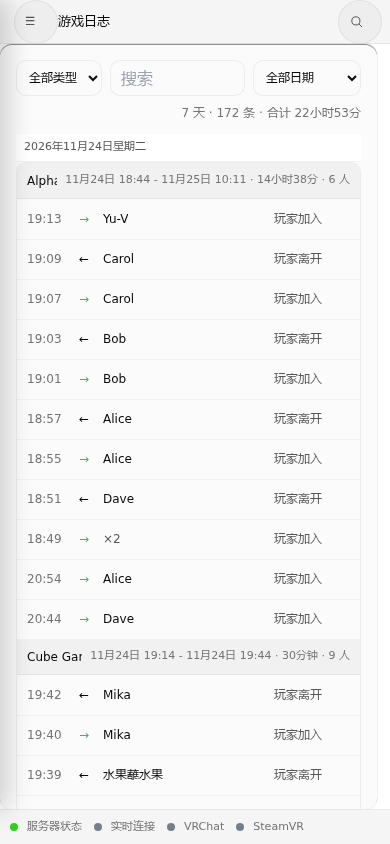 ☰ 游戏日志
全部类型 搜索 全部日期
7 天 · 172 条 · 合计 22小时53分
2026年11月24日星期二
Alpha 11月24日 18:44 - 11月25日 10:11 · 14小时38分 · 6 人
19:13 → Yu-V 玩家加入
19:09 ← Carol 玩家离开
19:07 → Carol 玩家加入
19:03 ← Bob 玩家离开
19:01 → Bob 玩家加入
18:57 ← Alice 玩家离开
18:55 → Alice 玩家加入
18:51 ← Dave 玩家离开
18:49 → ×2 玩家加入
20:54 → Alice 玩家加入
20:44 → Dave 玩家加入
Cube Gar 11月24日 19:14 - 11月24日 19:44 · 30分钟 · 9 人
19:42 ← Mika 玩家离开
19:40 → Mika 玩家加入
19:39 ← 水果蘸水果 玩家离开
服务器状态 实时连接 VRChat SteamVR